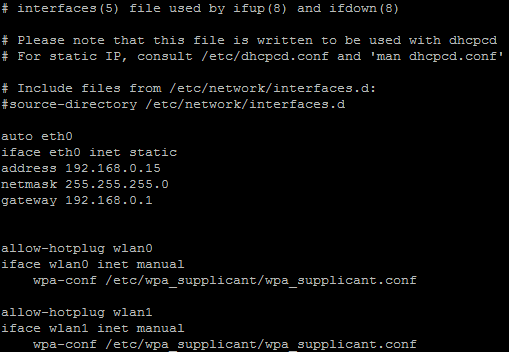 # interfaces(5) file used by ifup(8) and ifdown(8)
# Please note that this file is written to be used with dhcpcd
# For static IP, consult /etc/dhcpcd.conf and 'man dhcpcd.conf'
# Include files from /etc/network/interfaces.d:
#source-directory /etc/network/interfaces.d
auto eth0
iface eth0 inet static
address 192.168.0.15
netmask 255.255.255.0
gateway 192.168.0.1
allow-hotplug wlan0
iface wlan0 inet manual
    wpa-conf /etc/wpa_supplicant/wpa_supplicant.conf
allow-hotplug wlan1
iface wlan1 inet manual
    wpa-conf /etc/wpa_supplicant/wpa_supplicant.conf